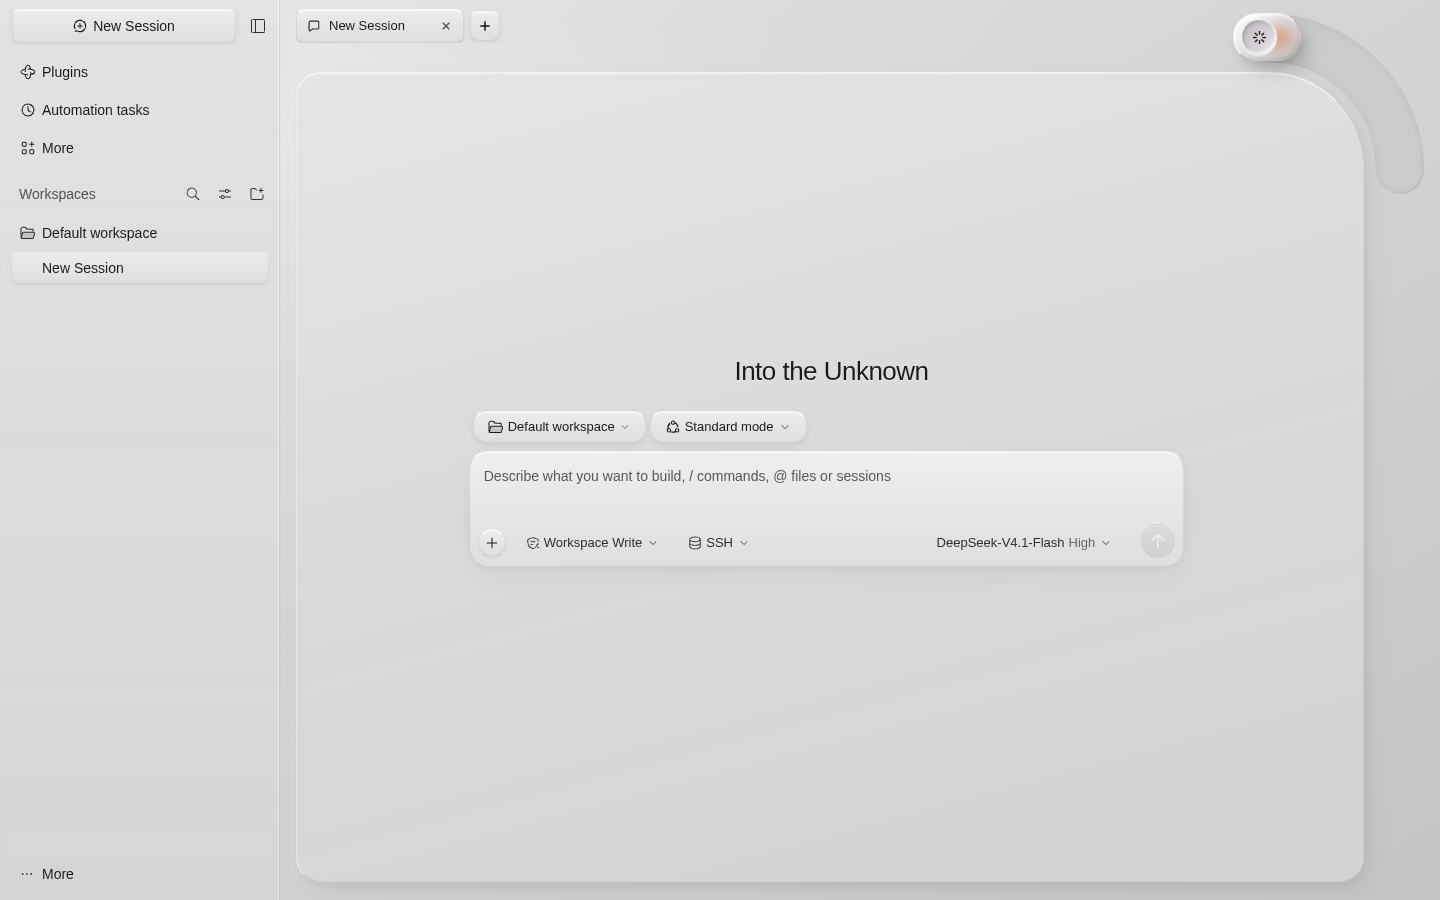 New Session
Plugins
Automation tasks
More
Workspaces
Default workspace
New Session
More
New Session
Into the Unknown
Default workspace
Standard mode
Describe what you want to build, / commands, @ files or sessions
Workspace Write
SSH
DeepSeek-V4.1-Flash High